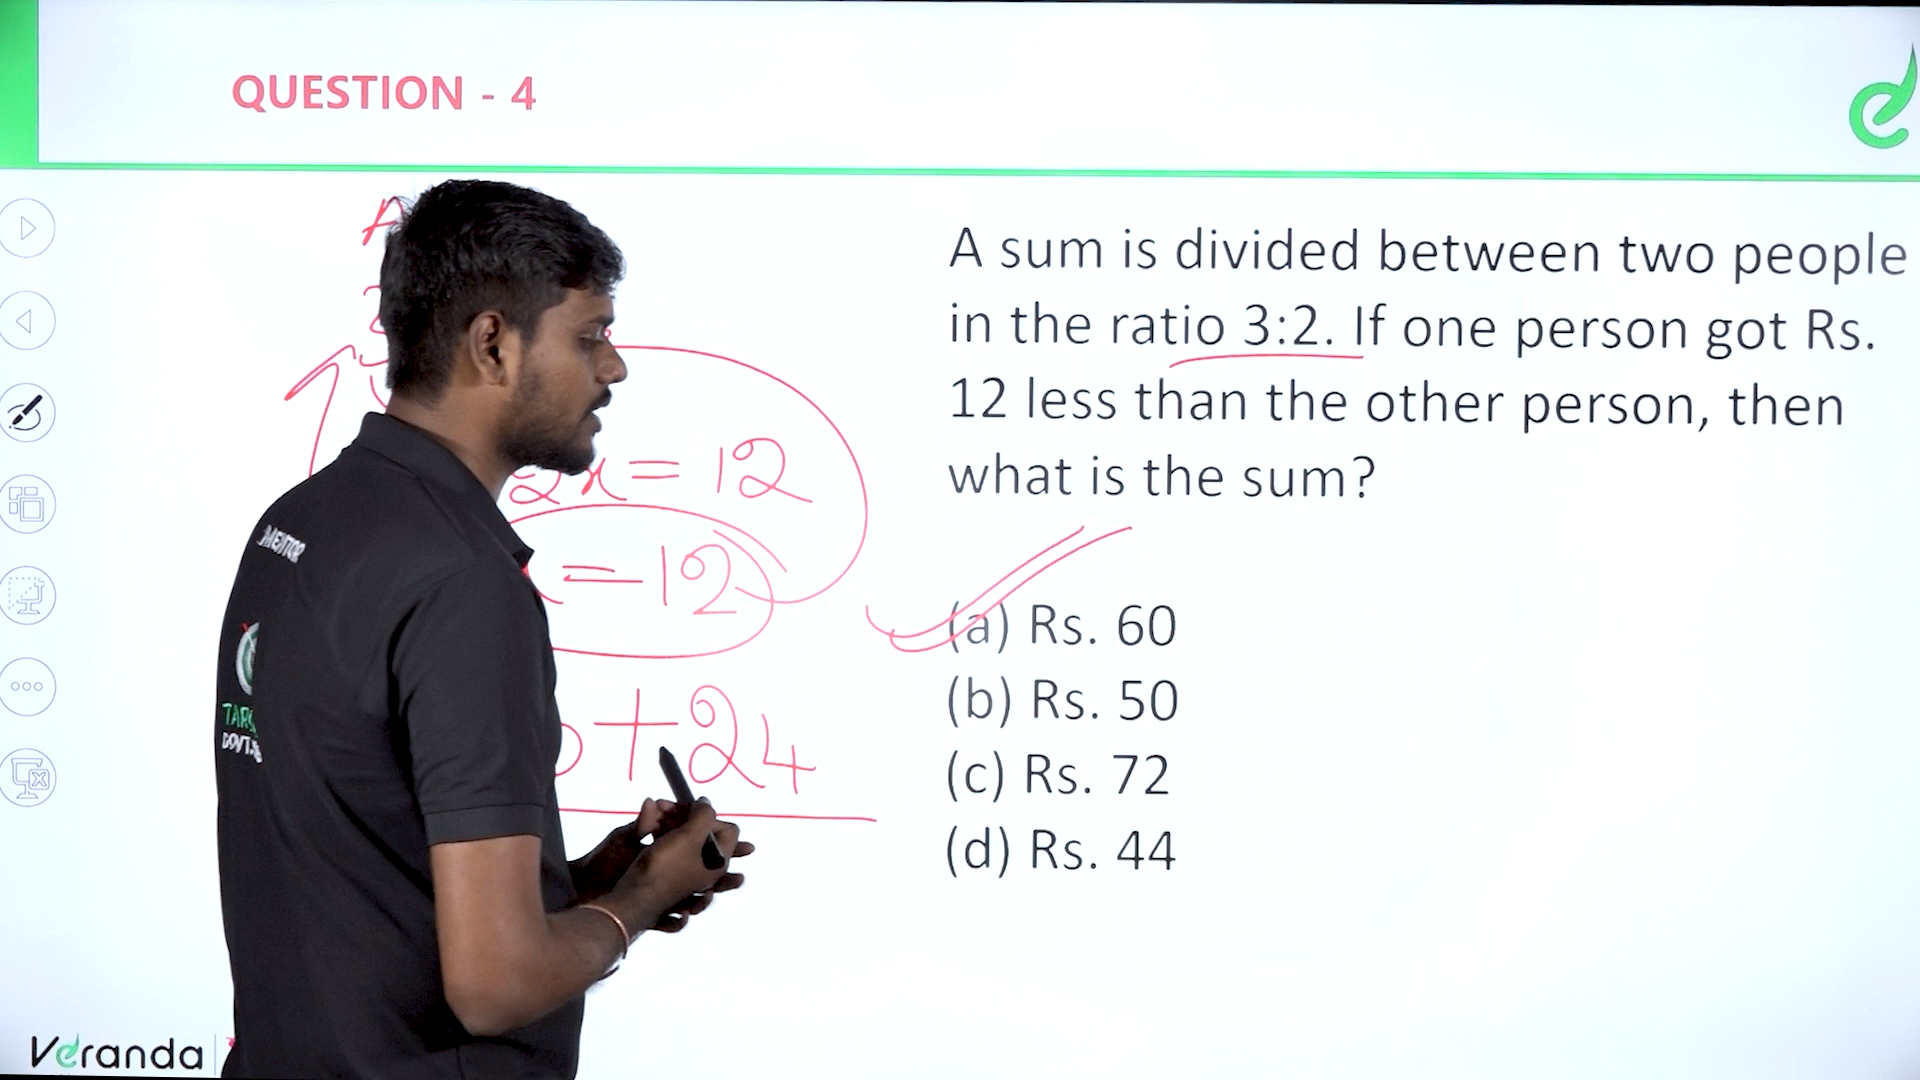 QUESTION - 4
A sum is divided between two people
in the ratio 3:2. If one person got Rs.
12 less than the other person, then
what is the sum?
(a) Rs. 60
(b) Rs. 50
(c) Rs. 72
(d) Rs. 44
A
2x = 12
= 12
+ 24
MENTOR
Veranda